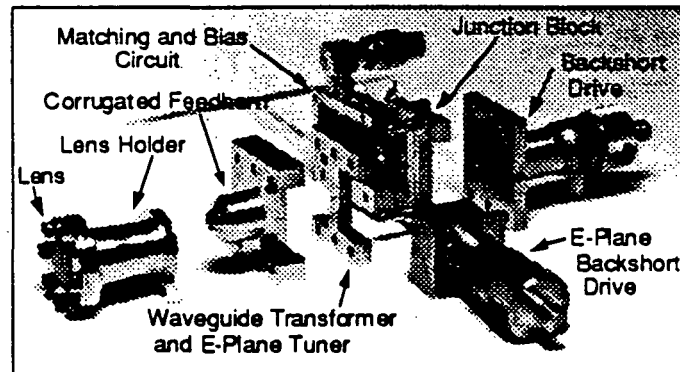 Matching and Bias
Circuit
Junction Block
Backshort
Drive
Corrugated Feedhorn
Lens Holder
Lens
E-Plane
Backshort
Drive
Waveguide Transformer
and E-Plane Tuner